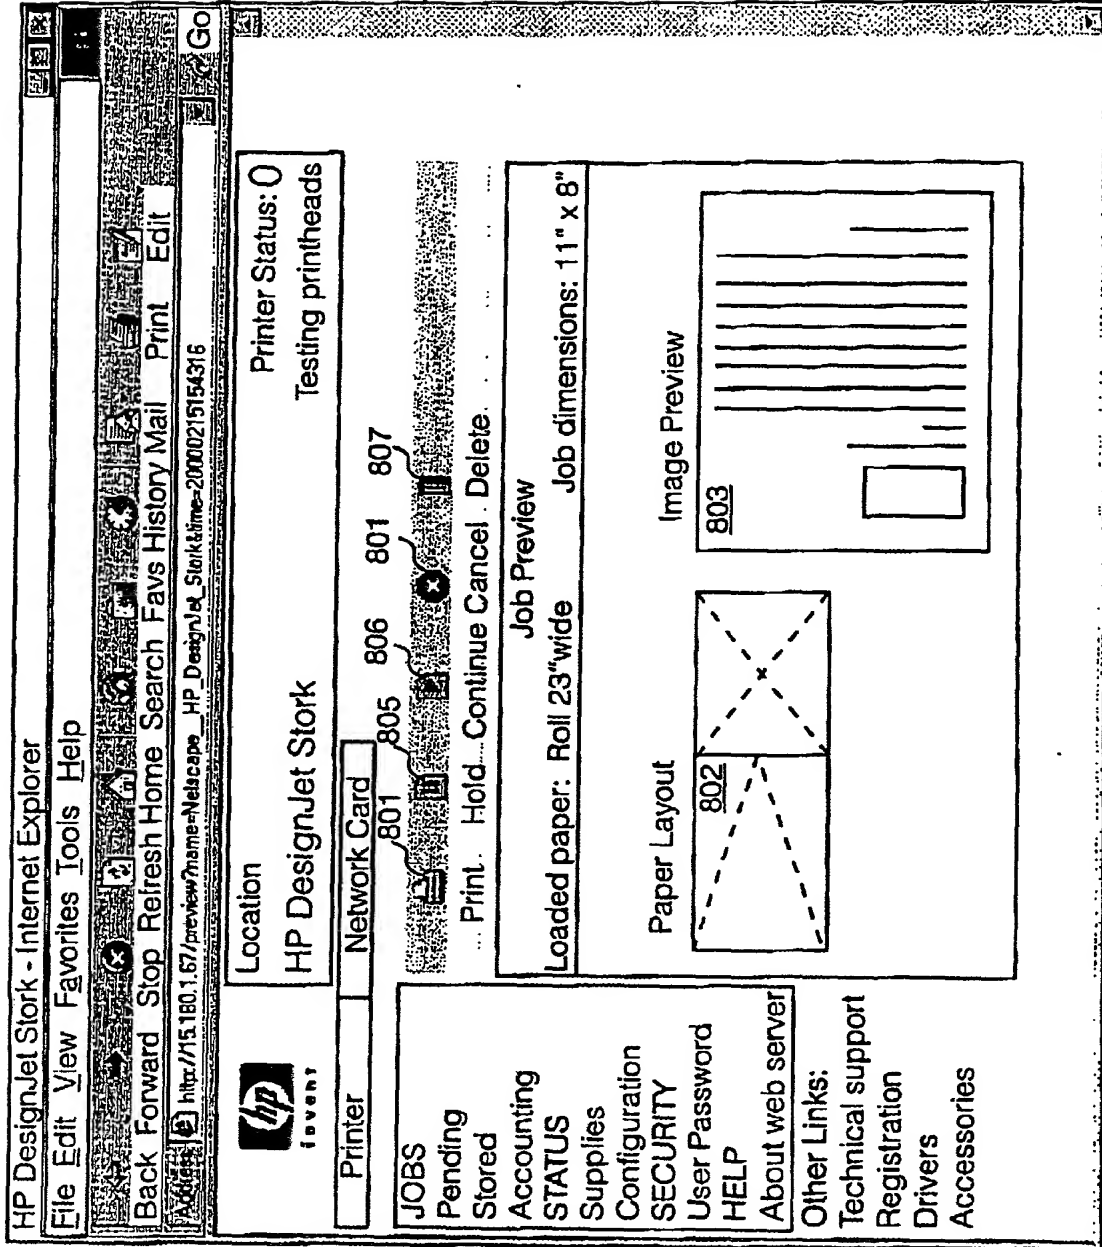 HP DesignJet Stork - Internet Explorer
File Edit View Favorites Tools Help
Back Forward Stop Refresh Home Search Favs History Mail Print Edit
Address http://15.180.1.67/preview?name=Netscape__HP_DesignJet_Stork&time=20000215154316 Go
hp
invent
Location
HP DesignJet Stork
Printer Status:
Testing printheads
Printer Network Card
801 805 806 801 807
Print Hold Continue Cancel Delete
JOBS
Pending
Stored
Accounting
STATUS
Supplies
Configuration
SECURITY
User Password
HELP
About web server
Other Links:
Technical support
Registration
Drivers
Accessories
Job Preview
Loaded paper: Roll 23"wide Job dimensions: 11" x 8"
Paper Layout
802
Image Preview
803